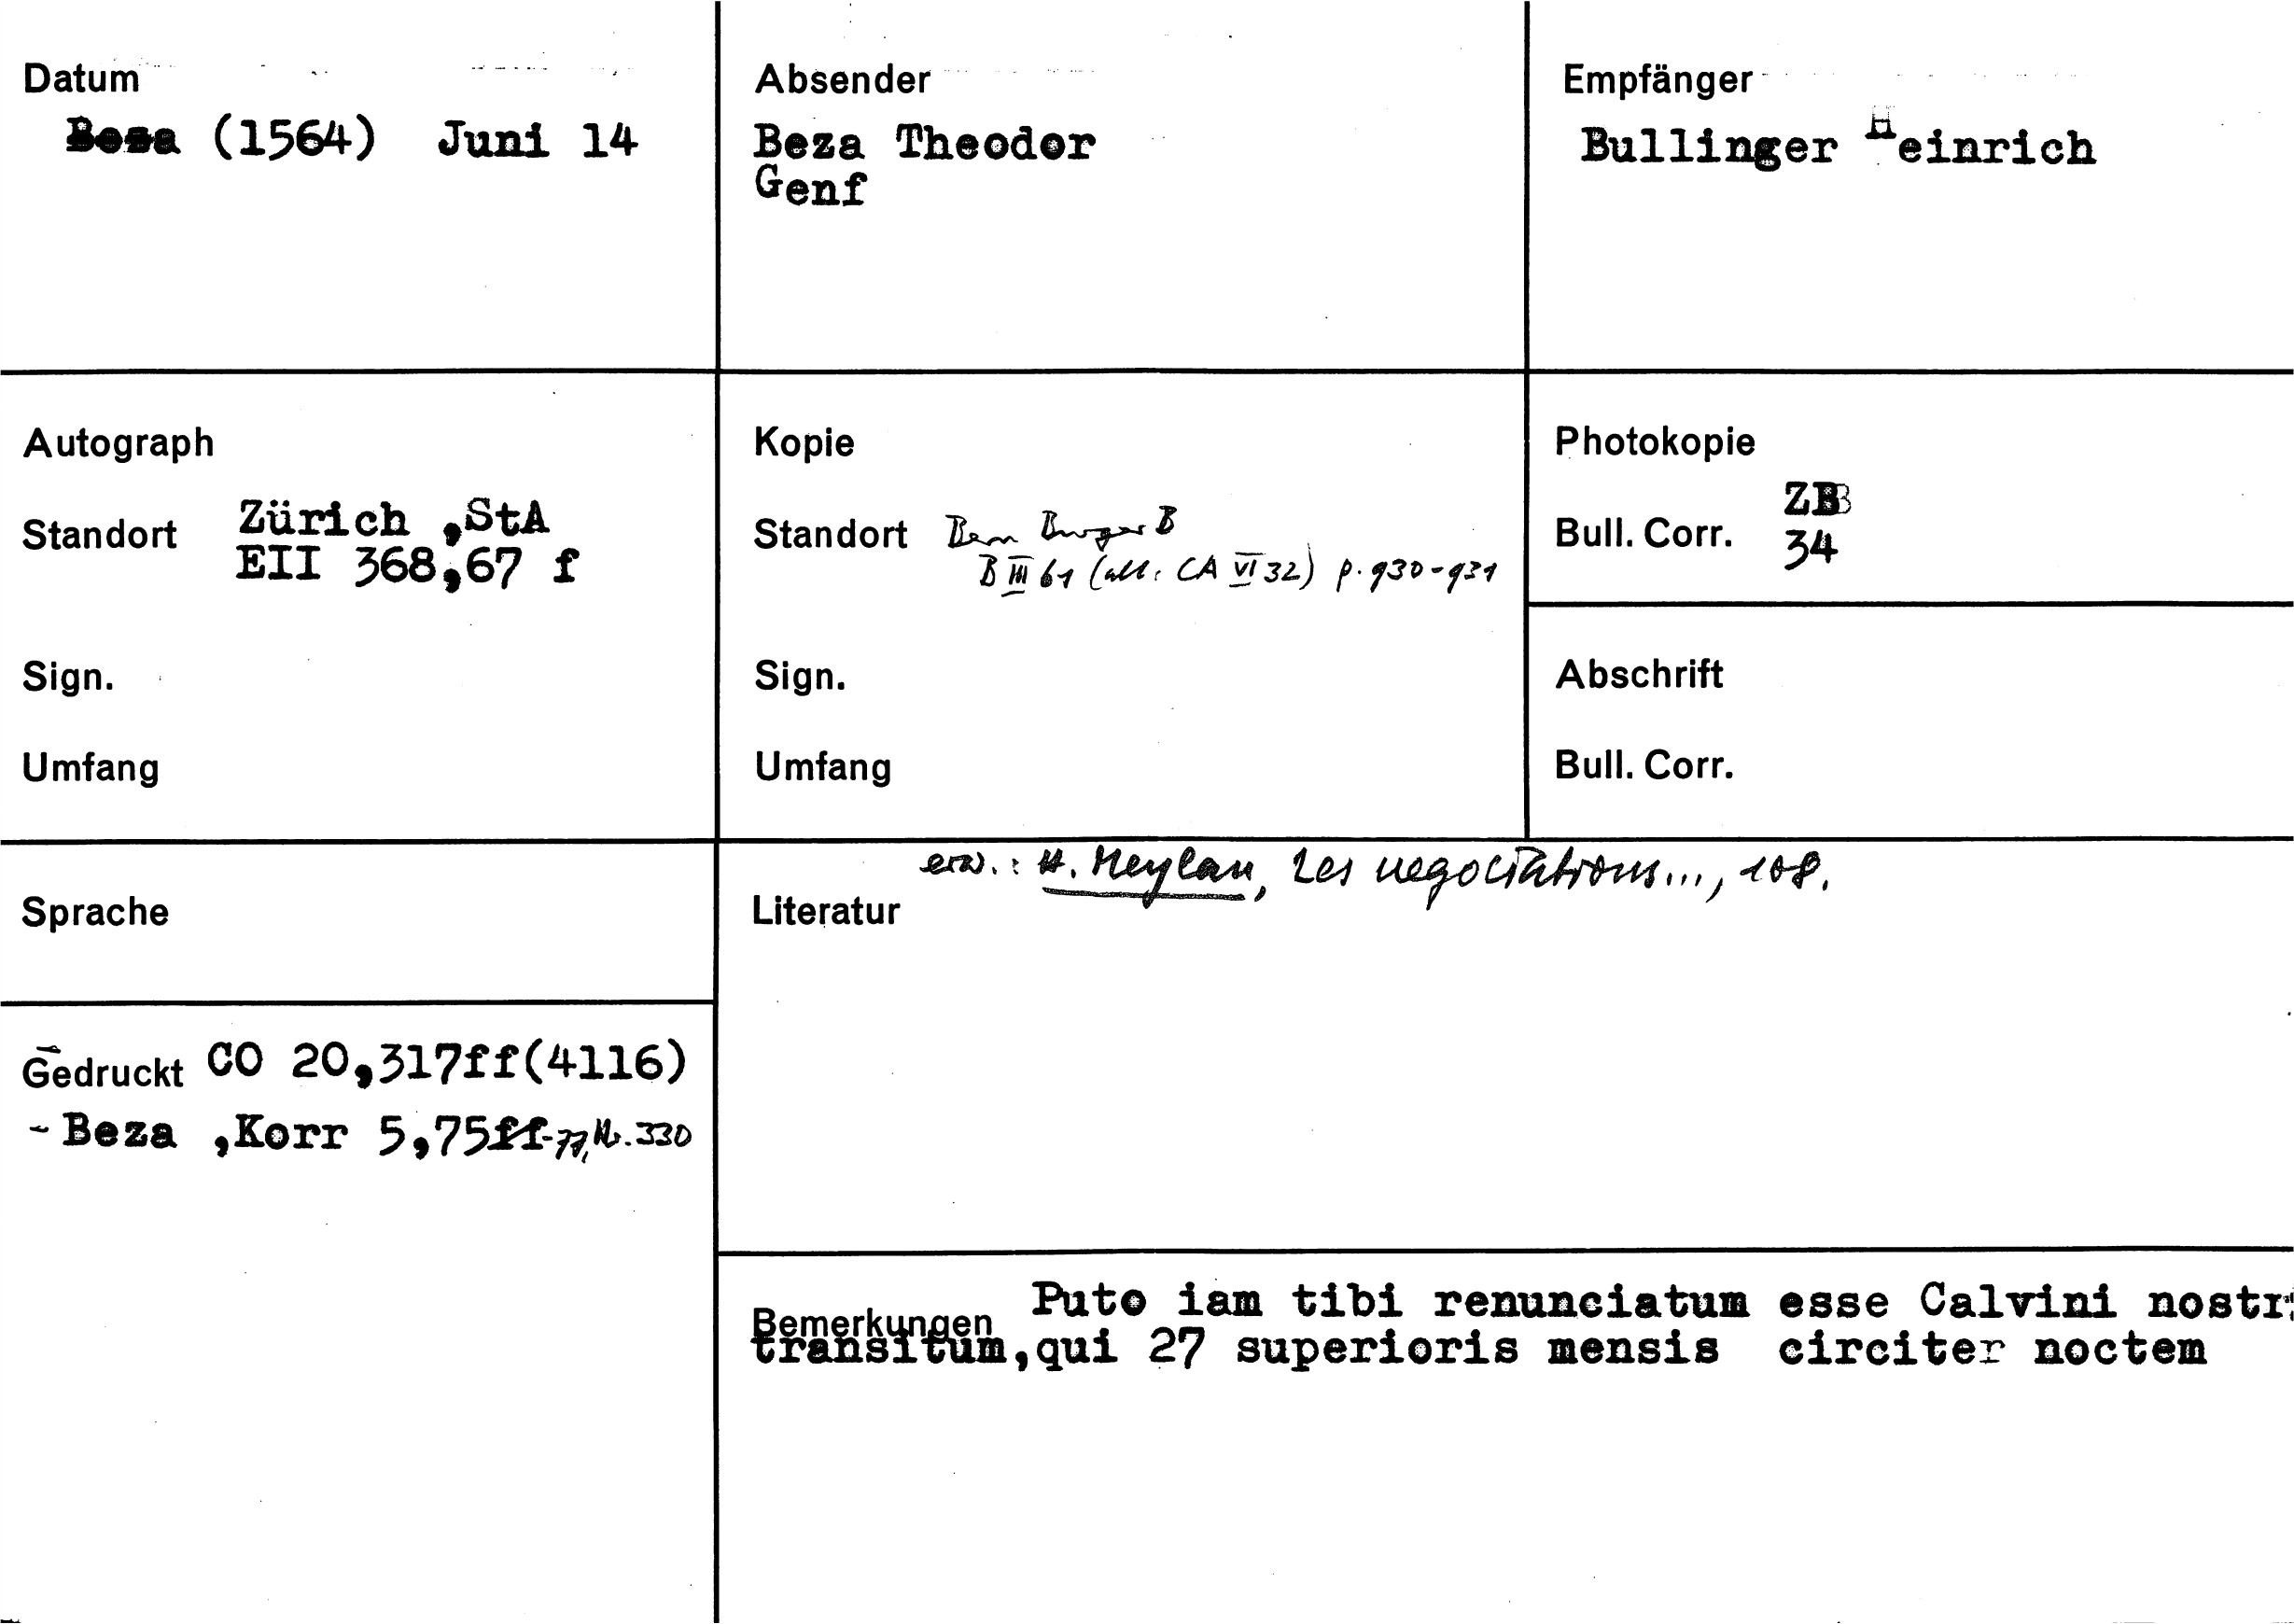 Datum
Beza (1564) Juni 14
Absender
Beza Theodor
Genf
Empfänger
Bullinger Heinrich
Autograph
Standort Zürich ,StA
EII 368,67 f
Sign.
Umfang
Kopie
Standort Bern Burger B
B III 61 (alt: CA VI 32) p. 930-931
Sign.
Umfang
Photokopie
ZB
Bull. Corr. 34
Abschrift
Bull. Corr.
Sprache
erw.: H. Meylan, Les negociations..., 108.
Literatur
Gedruckt CO 20,317ff(4116)
- Beza ,Korr 5,75ff-77, Nr. 330
Bemerkungen Puto iam tibi renunciatum esse Calvini nostri
transitum,qui 27 superioris mensis circiter noctem